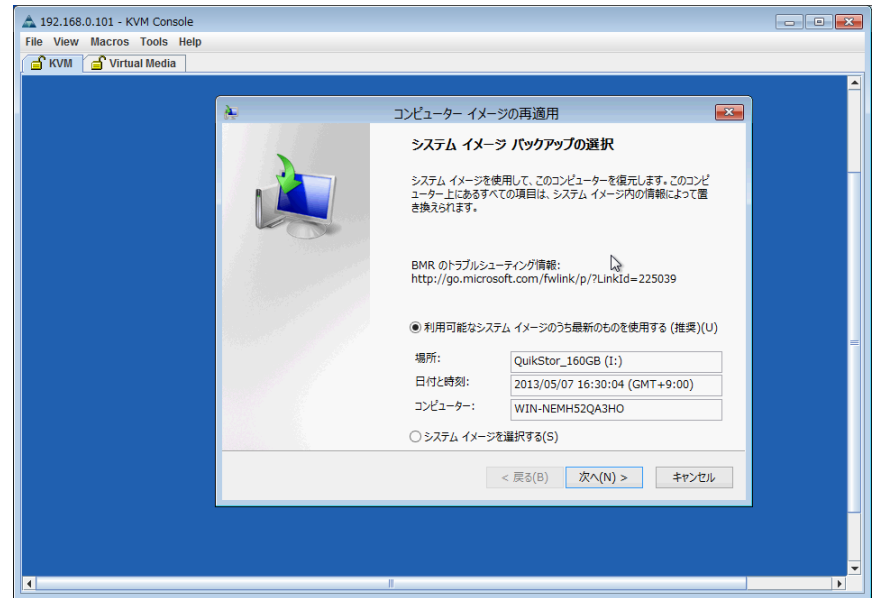 192.168.0.101 - KVM Console
File View Macros Tools Help
KVM Virtual Media
コンピューター イメージの再適用
システム イメージ バックアップの選択
システム イメージを使用して、このコンピューターを復元します。このコンピ
ューター上にあるすべての項目は、システム イメージ内の情報によって置
き換えられます。
BMR のトラブルシューティング情報:
http://go.microsoft.com/fwlink/p/?LinkId=225039
利用可能なシステム イメージのうち最新のものを使用する (推奨)(U)
場所: QuikStor_160GB (I:)
日付と時刻: 2013/05/07 16:30:04 (GMT+9:00)
コンピューター: WIN-NEMH52QA3HO
システム イメージを選択する(S)
< 戻る(B) 次へ(N) > キャンセル